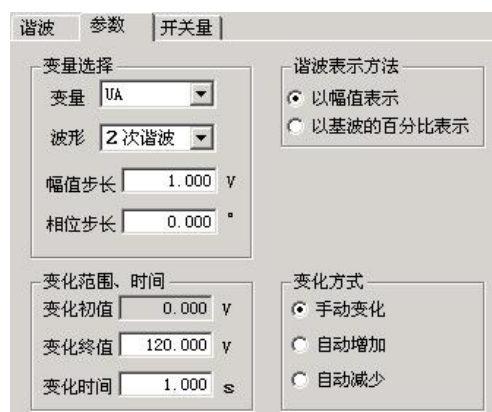 谐波 参数 开关量
变量选择
变量 UA
波形 2次谐波
幅值步长 1.000 V
相位步长 0.000 °
谐波表示方法
以幅值表示
以基波的百分比表示
变化范围、时间
变化初值 0.000 V
变化终值 120.000 V
变化时间 1.000 s
变化方式
手动变化
自动增加
自动减少